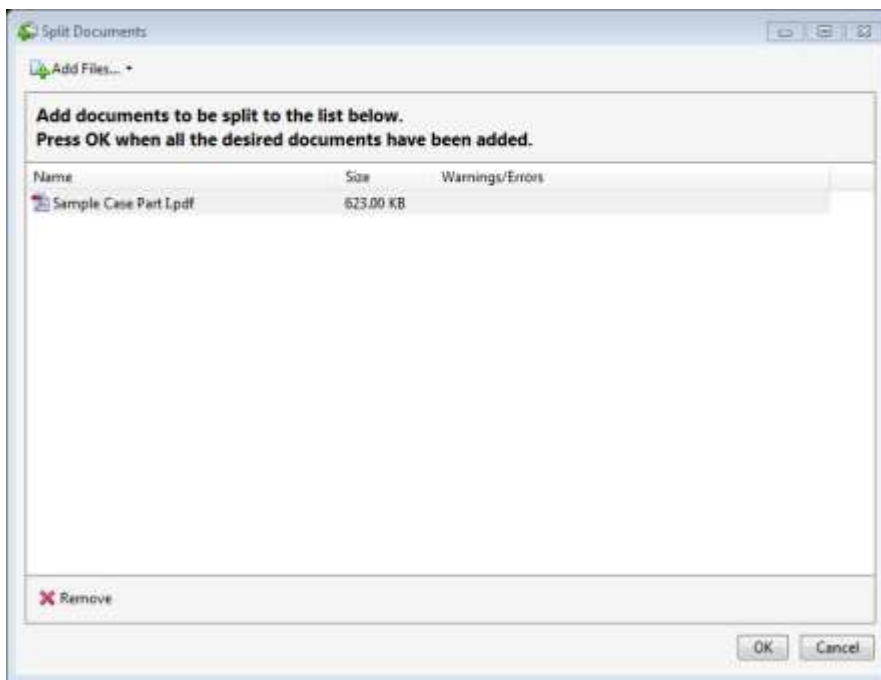 Split Documents
Add Files...
Add documents to be split to the list below.
Press OK when all the desired documents have been added.
Name Size Warnings/Errors
Sample Case Part I.pdf 623.00 KB
Remove
OK Cancel